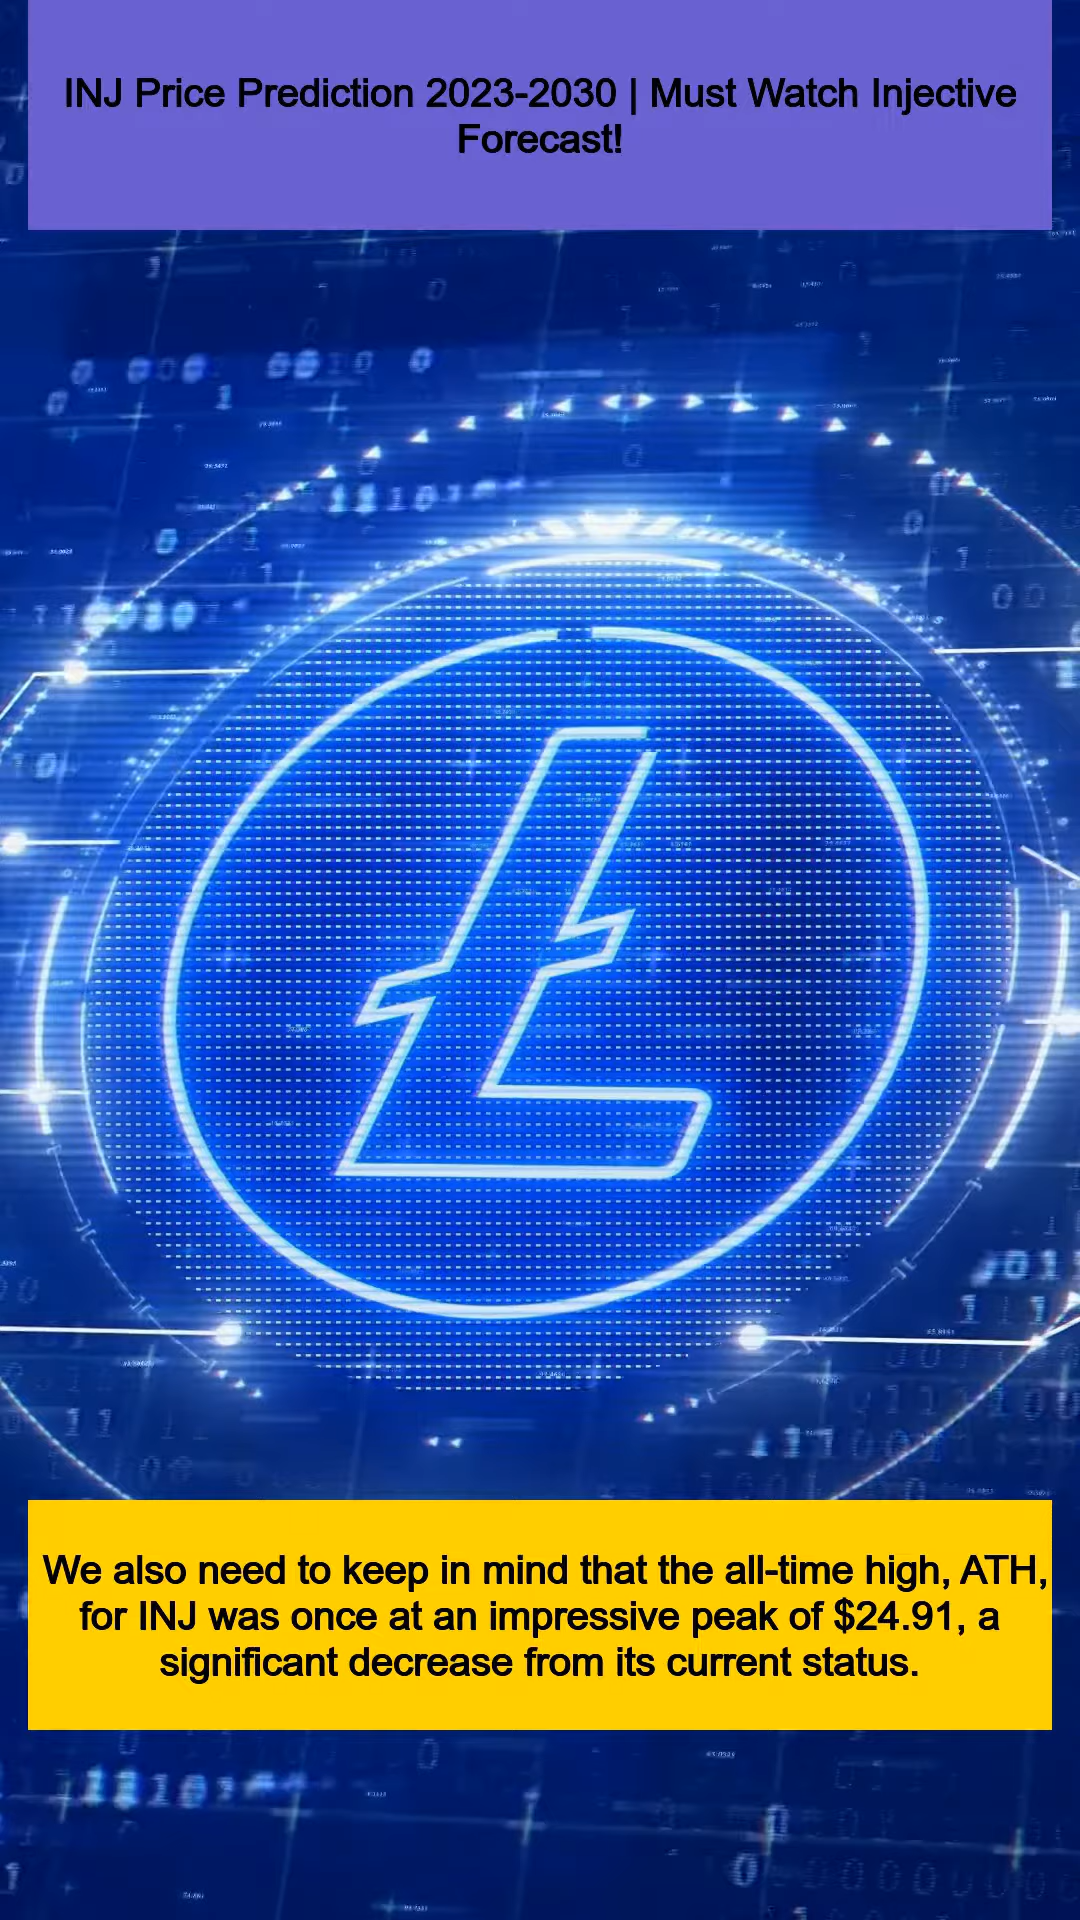 INJ Price Prediction 2023-2030 | Must Watch Injective
Forecast!
We also need to keep in mind that the all-time high, ATH,
for INJ was once at an impressive peak of $24.91, a
significant decrease from its current status.